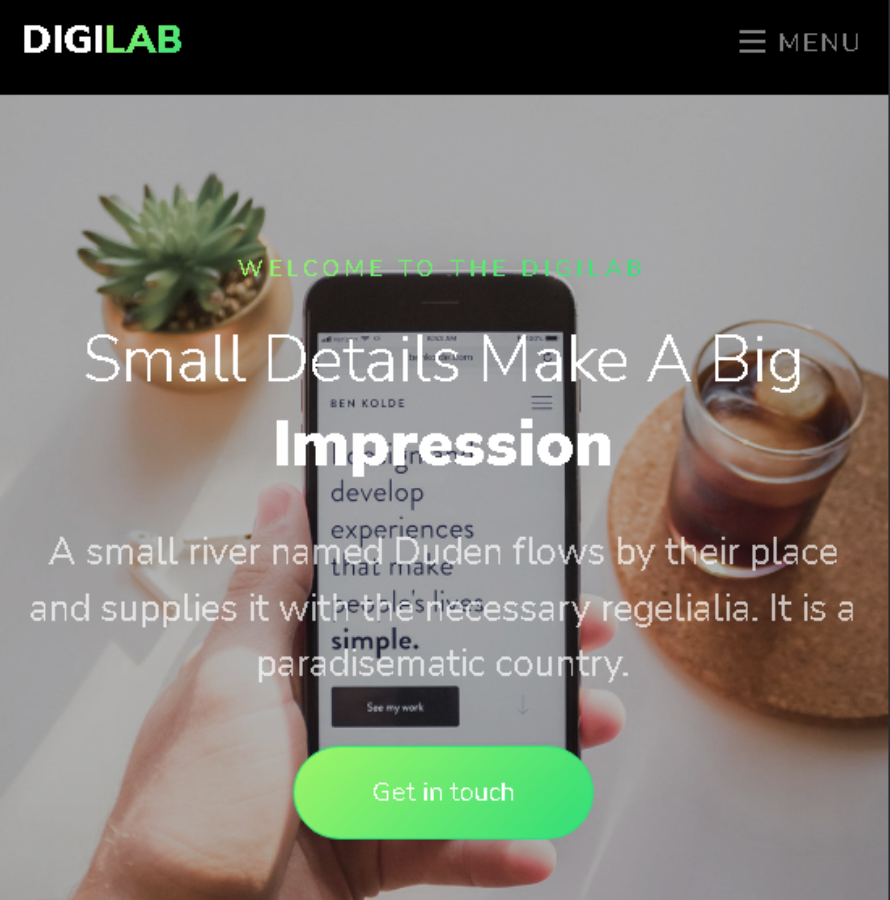 DIGILAB
MENU
WELCOME TO THE DIGILAB
Small Details Make A Big
Impression
BEN KOLDE
develop
experiences
that make
people's lives
simple.
A small river named Duden flows by their place
and supplies it with the necessary regelialia. It is a
paradisematic country.
See my work
Get in touch